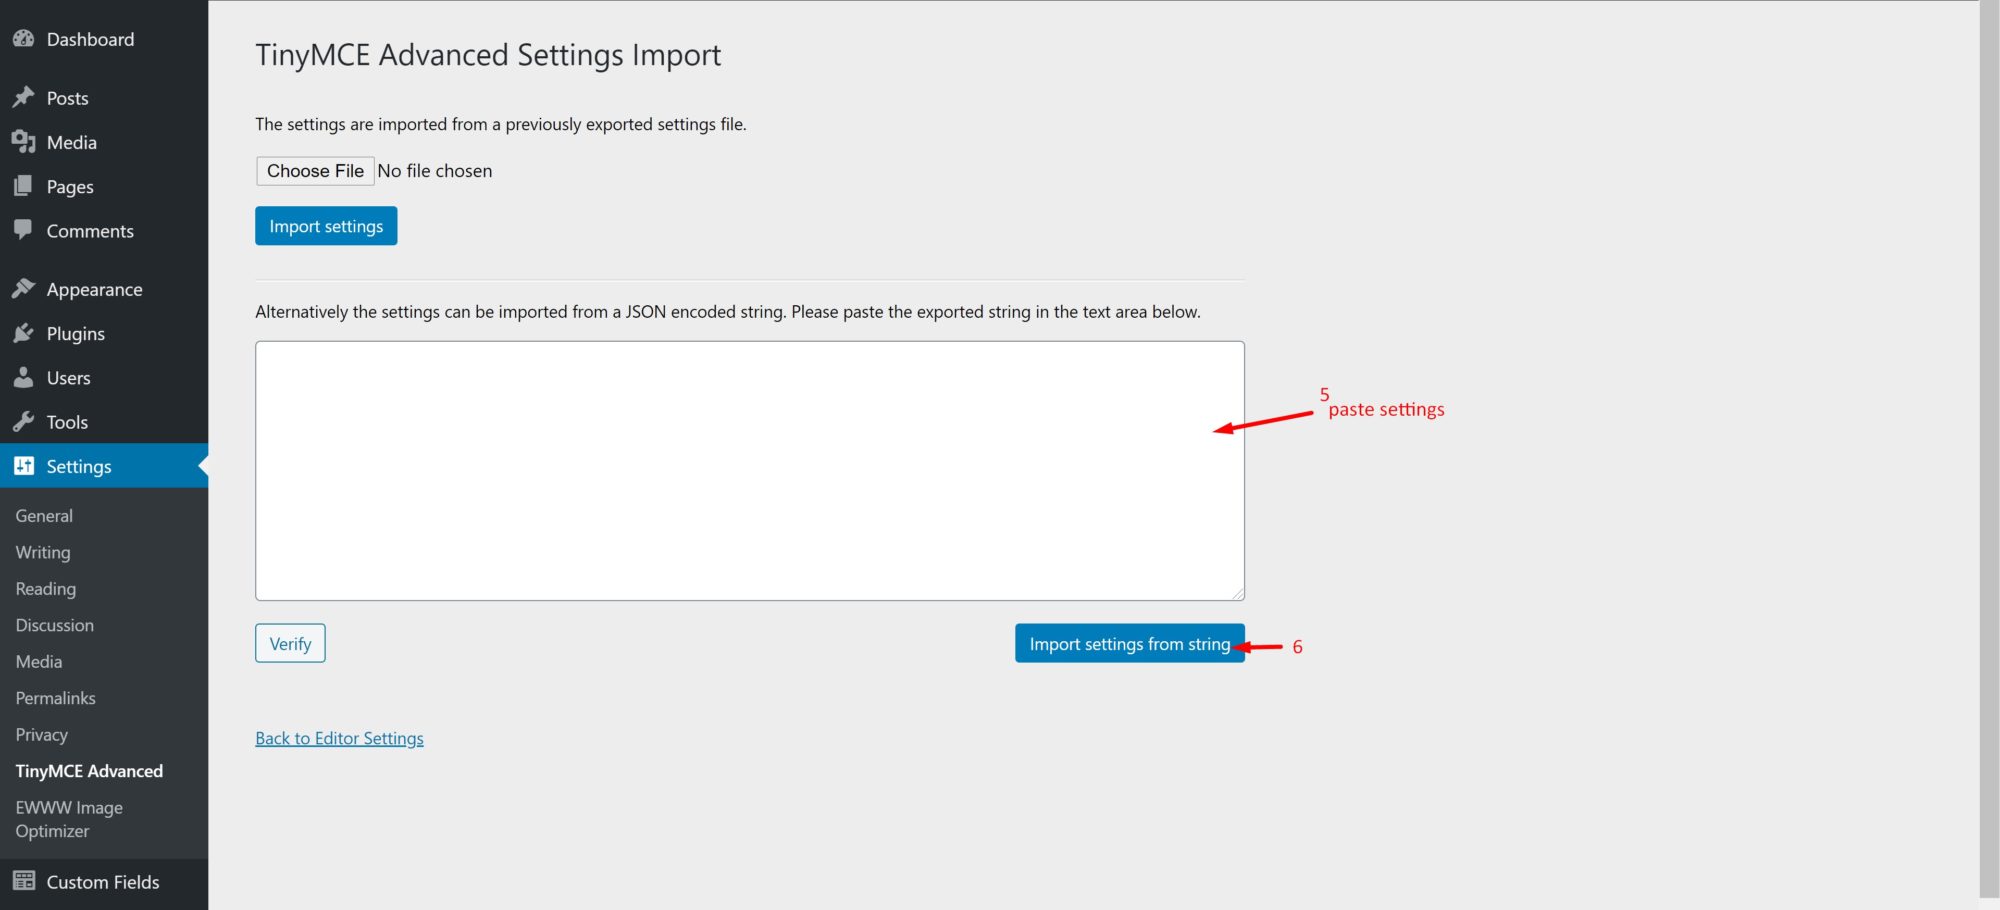 Dashboard
Posts
Media
Pages
Comments
Appearance
Plugins
Users
Tools
Settings
General
Writing
Reading
Discussion
Media
Permalinks
Privacy
TinyMCE Advanced
EWWW Image
Optimizer
Custom Fields
TinyMCE Advanced Settings Import
The settings are imported from a previously exported settings file.
Choose File No file chosen
Import settings
Alternatively the settings can be imported from a JSON encoded string. Please paste the exported string in the text area below.
5
paste settings
Verify
Import settings from string
6
Back to Editor Settings